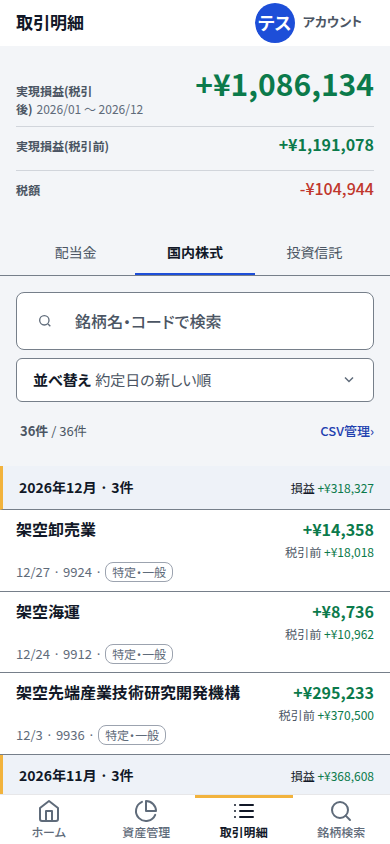 取引明細
テス アカウント
実現損益(税引後) 2026/01 〜 2026/12
+¥1,086,134
実現損益(税引前) +¥1,191,078
税額 -¥104,944
配当金 国内株式 投資信託
銘柄名・コードで検索
並べ替え 約定日の新しい順
36件 / 36件 CSV管理›
2026年12月・3件 損益 +¥318,327
架空卸売業 +¥14,358
税引前 +¥18,018
12/27・9924・特定・一般
架空海運 +¥8,736
税引前 +¥10,962
12/24・9912・特定・一般
架空先端産業技術研究開発機構 +¥295,233
税引前 +¥370,500
12/3・9936・特定・一般
2026年11月・3件 損益 +¥368,608
ホーム 資産管理 取引明細 銘柄検索